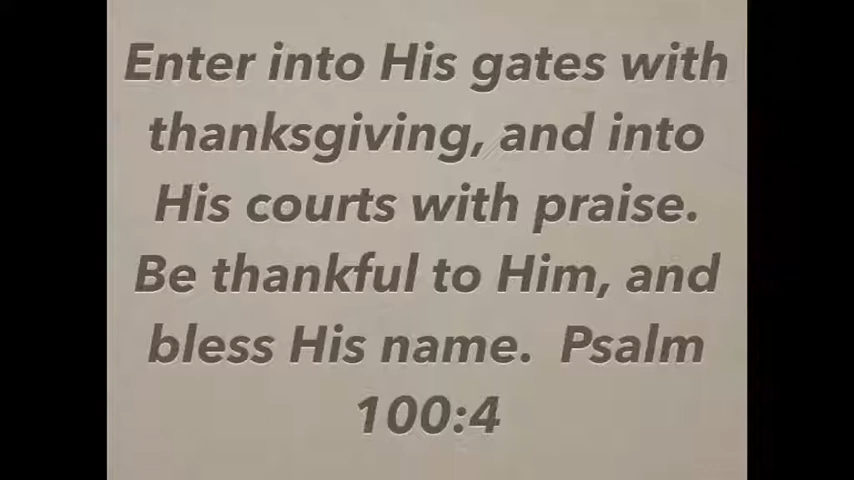 Enter into His gates with
thanksgiving, and into
His courts with praise.
Be thankful to Him, and
bless His name.  Psalm
100:4